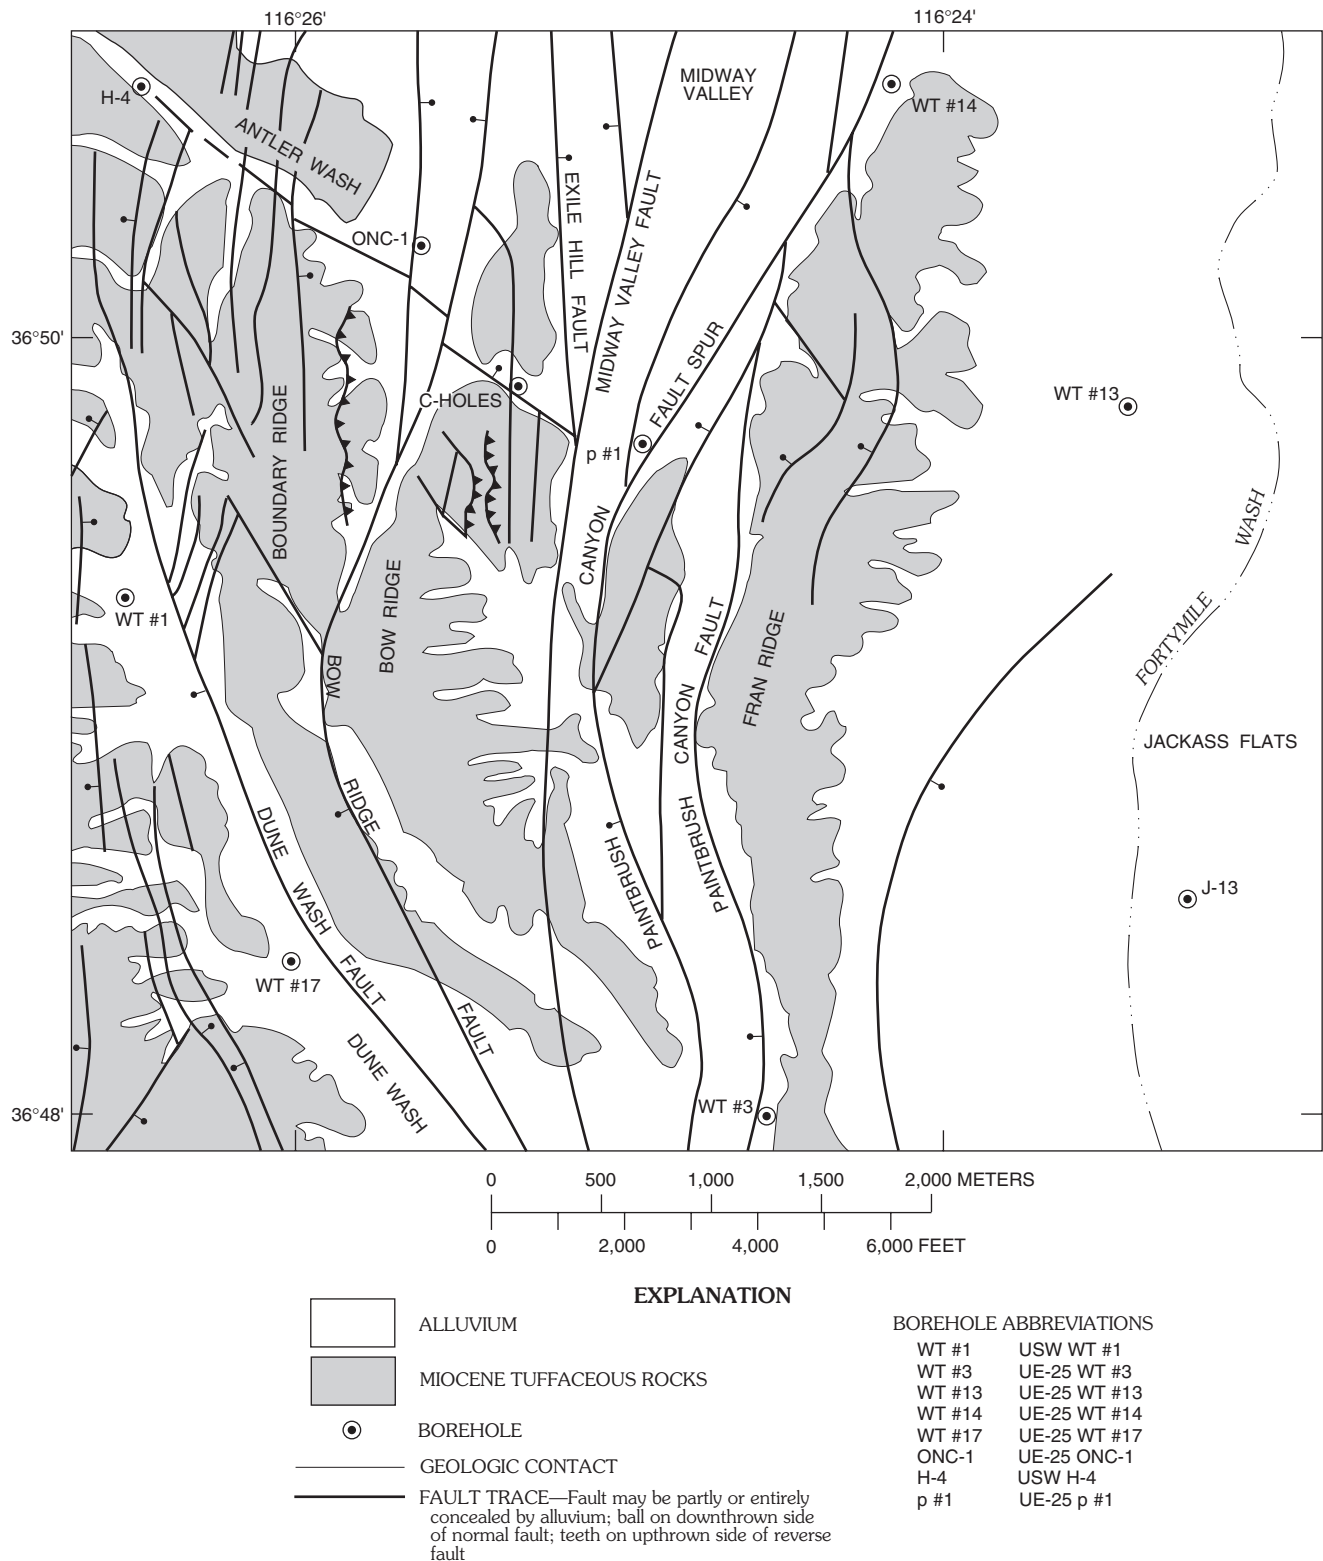 116°26'
116°24'
MIDWAY
VALLEY
H-4
WT #14
ANTLER WASH
ONC-1
EXILE HILL FAULT
MIDWAY VALLEY FAULT
36°50'
FAULT SPUR
C-HOLES
WT #13
p #1
BOUNDARY RIDGE
CANYON
WASH
BOW RIDGE
WT #1
FAULT
FORTYMILE
FRAN RIDGE
BOW
CANYON
JACKASS FLATS
RIDGE
DUNE
PAINTBRUSH
PAINTBRUSH
J-13
WASH
WT #17
FAULT
FAULT
DUNE WASH
WT #3
36°48'
0 500 1,000 1,500 2,000 METERS
0 2,000 4,000 6,000 FEET
EXPLANATION
ALLUVIUM
MIOCENE TUFFACEOUS ROCKS
BOREHOLE
GEOLOGIC CONTACT
FAULT TRACE—Fault may be partly or entirely
concealed by alluvium; ball on downthrown side
of normal fault; teeth on upthrown side of reverse
fault
BOREHOLE ABBREVIATIONS
WT #1 USW WT #1
WT #3 UE-25 WT #3
WT #13 UE-25 WT #13
WT #14 UE-25 WT #14
WT #17 UE-25 WT #17
ONC-1 UE-25 ONC-1
H-4 USW H-4
p #1 UE-25 p #1